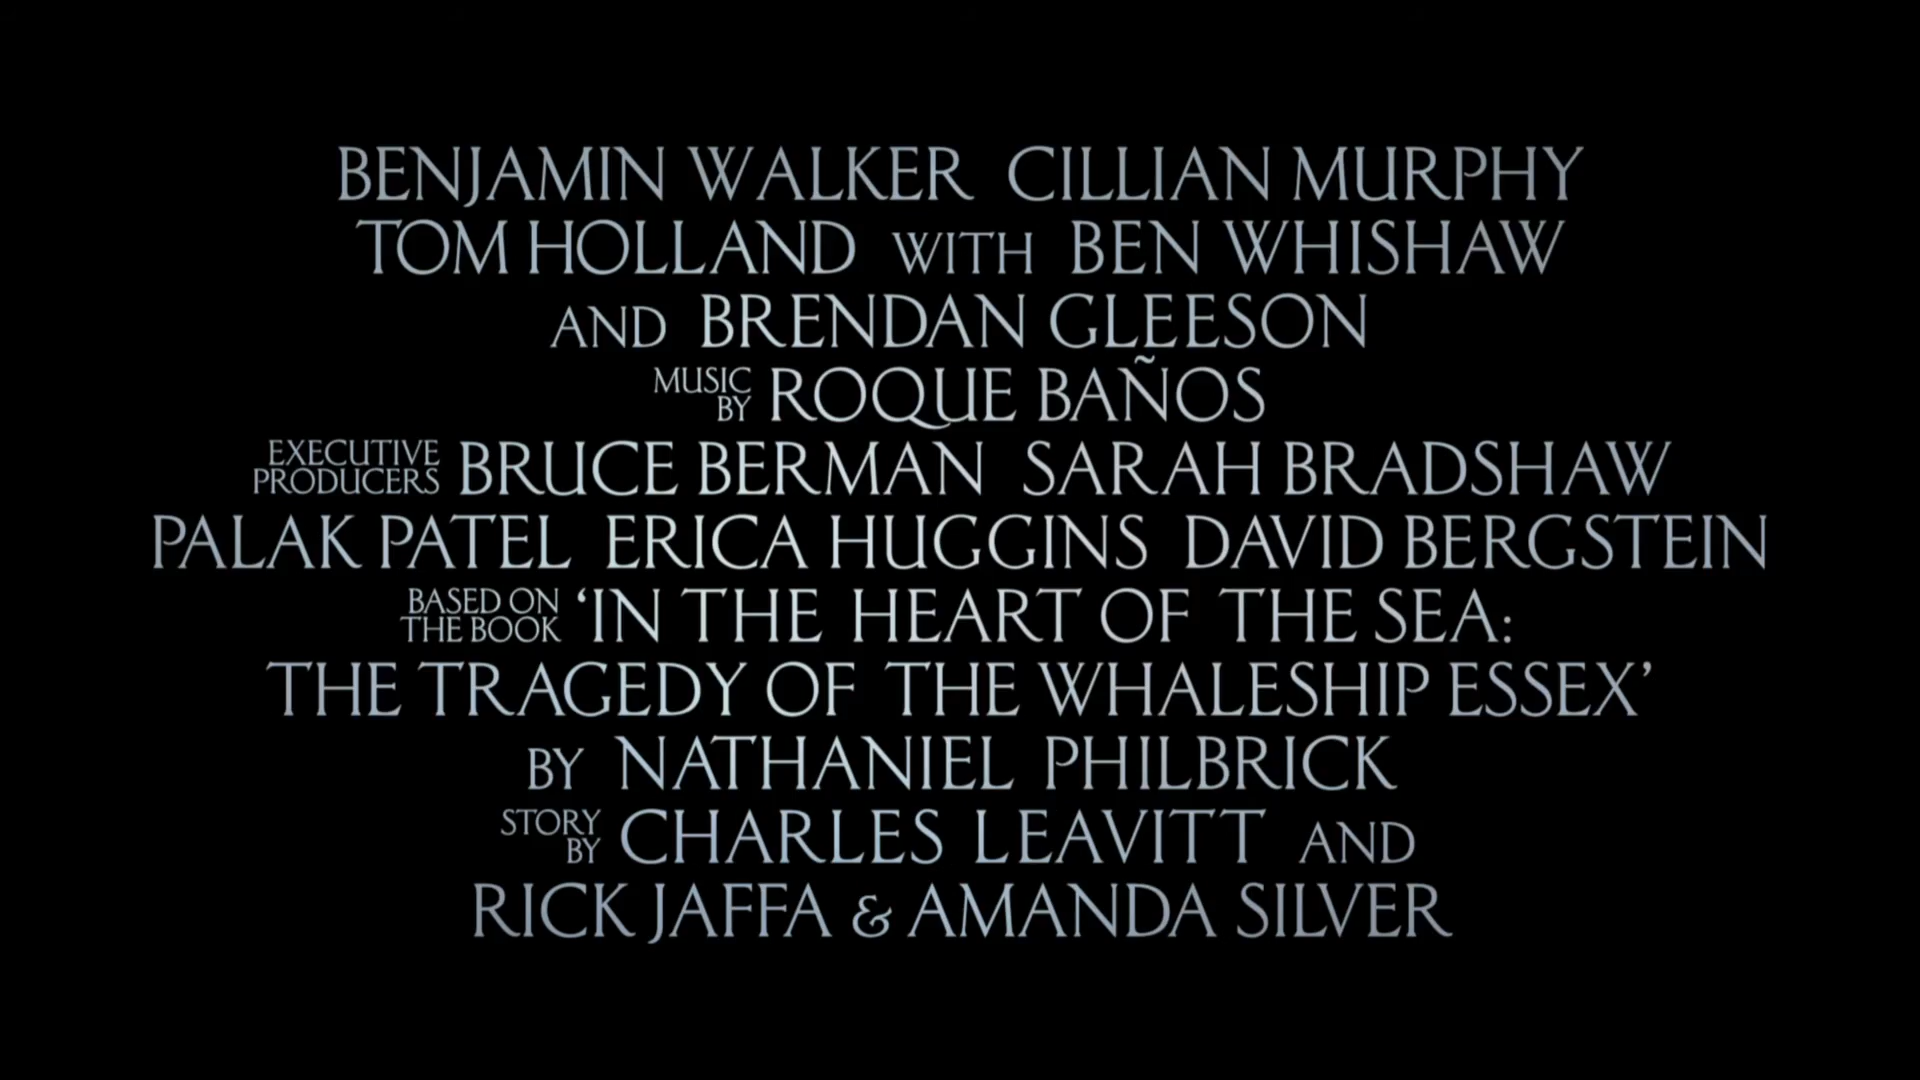 BENJAMIN WALKER CILLIAN MURPHY
TOM HOLLAND WITH BEN WHISHAW
AND BRENDAN GLEESON
MUSIC BY ROQUE BAÑOS
EXECUTIVE PRODUCERS BRUCE BERMAN SARAH BRADSHAW
PALAK PATEL ERICA HUGGINS DAVID BERGSTEIN
BASED ON THE BOOK ‘IN THE HEART OF THE SEA:
THE TRAGEDY OF THE WHALESHIP ESSEX’
BY NATHANIEL PHILBRICK
STORY BY CHARLES LEAVITT AND
RICK JAFFA & AMANDA SILVER